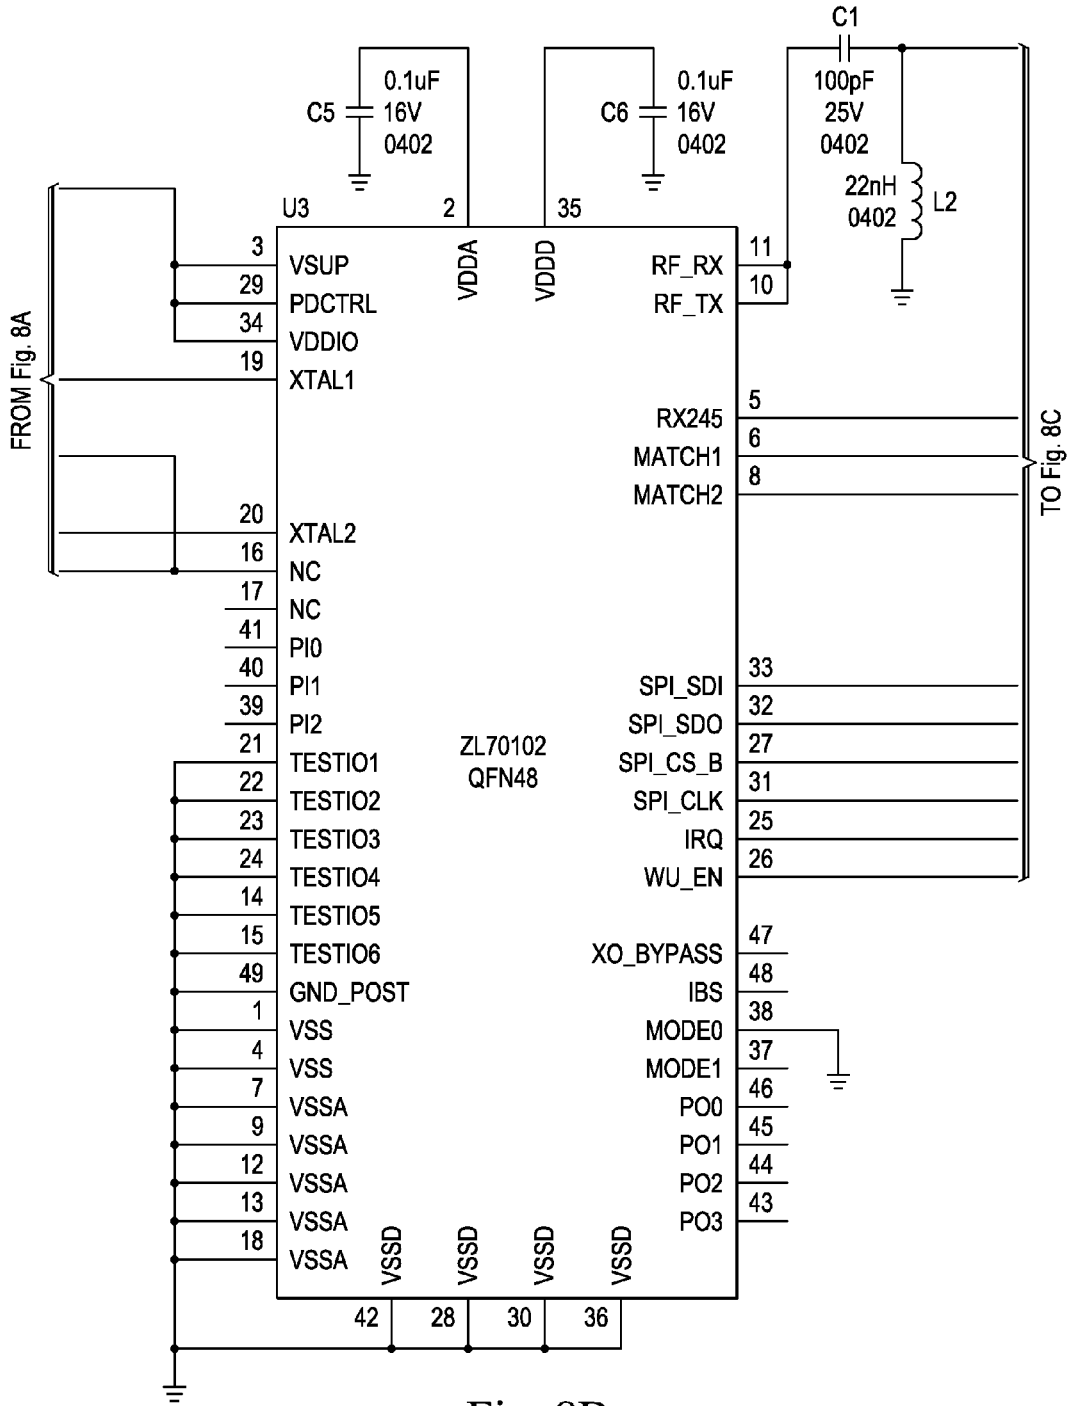 C1
0.1uF
C5 16V
0402
0.1uF
C6 16V
0402
100pF
25V
0402
22nH L2
0402
U3
2
35
VDDA
VDDD
FROM Fig. 8A
TO Fig. 8C
3 VSUP
29 PDCTRL
34 VDDIO
19 XTAL1
20 XTAL2
16 NC
17 NC
41 PI0
40 PI1
39 PI2
21 TESTIO1
22 TESTIO2
23 TESTIO3
24 TESTIO4
14 TESTIO5
15 TESTIO6
49 GND_POST
1 VSS
4 VSS
7 VSSA
9 VSSA
12 VSSA
13 VSSA
18 VSSA
ZL70102
QFN48
RF_RX 11
RF_TX 10
RX245 5
MATCH1 6
MATCH2 8
SPI_SDI 33
SPI_SDO 32
SPI_CS_B 27
SPI_CLK 31
IRQ 25
WU_EN 26
XO_BYPASS 47
IBS 48
MODE0 38
MODE1 37
PO0 46
PO1 45
PO2 44
PO3 43
VSSD VSSD VSSD VSSD
42 28 30 36